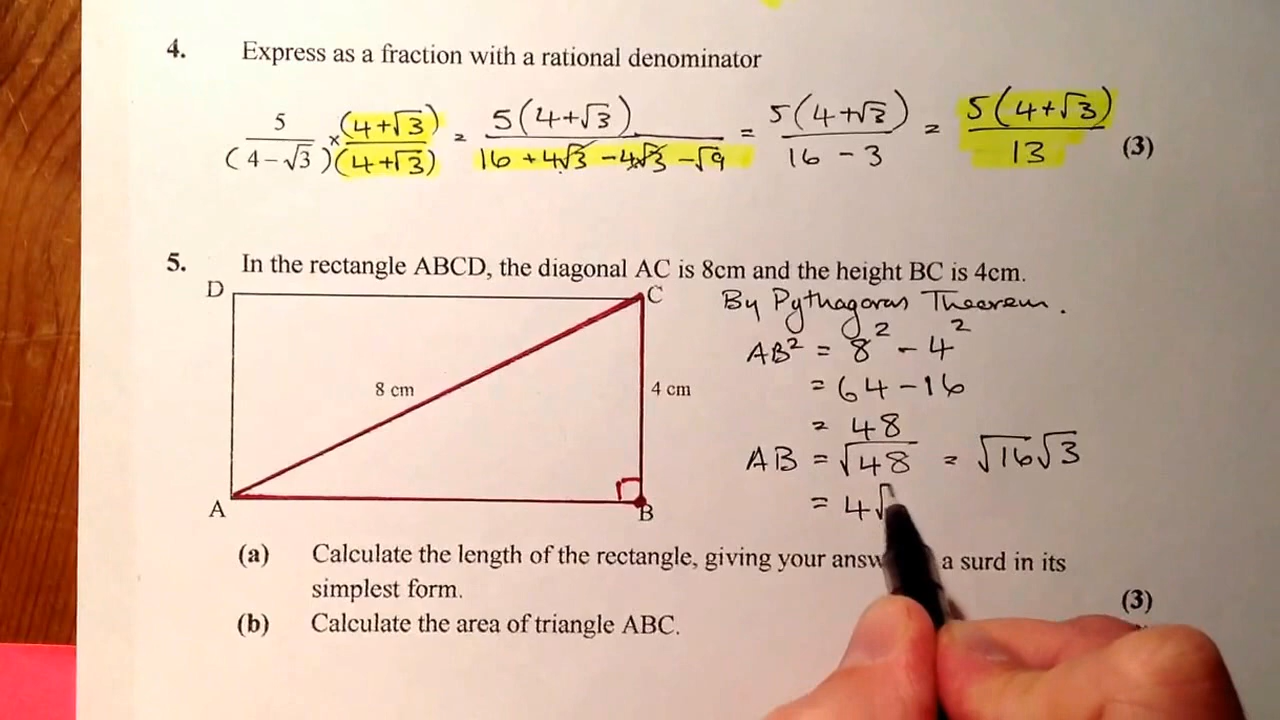 4. Express as a fraction with a rational denominator
5/(4-√3) × (4+√3)/(4+√3) = 5(4+√3)/(16+4√3-4√3-√9) = 5(4+√3)/(16-3) = 5(4+√3)/13 (3)
5. In the rectangle ABCD, the diagonal AC is 8cm and the height BC is 4cm.
D C
8 cm 4 cm
A B
By Pythagoras Theorem.
AB² = 8² - 4²
= 64 - 16
= 48
AB = √48 = √16√3
= 4√
(a) Calculate the length of the rectangle, giving your answ a surd in its
simplest form. (3)
(b) Calculate the area of triangle ABC.